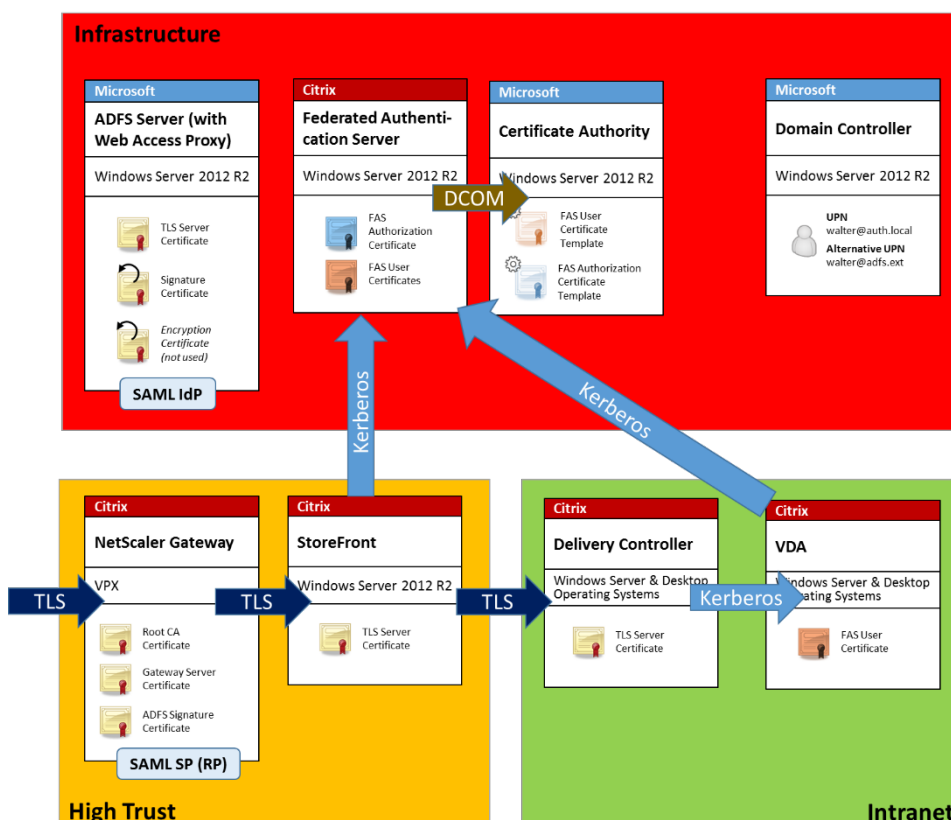 Infrastructure
Microsoft
ADFS Server (with
Web Access Proxy)
Windows Server 2012 R2
TLS Server
Certificate
Signature
Certificate
Encryption
Certificate
(not used)
SAML IdP
Citrix
Federated Authenti-
cation Server
Windows Server 2012 R2
FAS
Authorization
Certificate
FAS User
Certificates
DCOM
Microsoft
Certificate Authority
Windows Server 2012 R2
FAS User
Certificate
Template
FAS Authorization
Certificate
Template
Microsoft
Domain Controller
Windows Server 2012 R2
UPN
walter@auth.local
Alternative UPN
walter@adfs.ext
Kerberos
Kerberos
TLS
Citrix
NetScaler Gateway
VPX
Root CA
Certificate
Gateway Server
Certificate
ADFS Signature
Certificate
SAML SP (RP)
TLS
Citrix
StoreFront
Windows Server 2012 R2
TLS Server
Certificate
High Trust
TLS
Citrix
Delivery Controller
Windows Server & Desktop
Operating Systems
TLS Server
Certificate
Kerberos
Citrix
VDA
Windows Server & Desktop
Operating Systems
FAS User
Certificate
Intranet